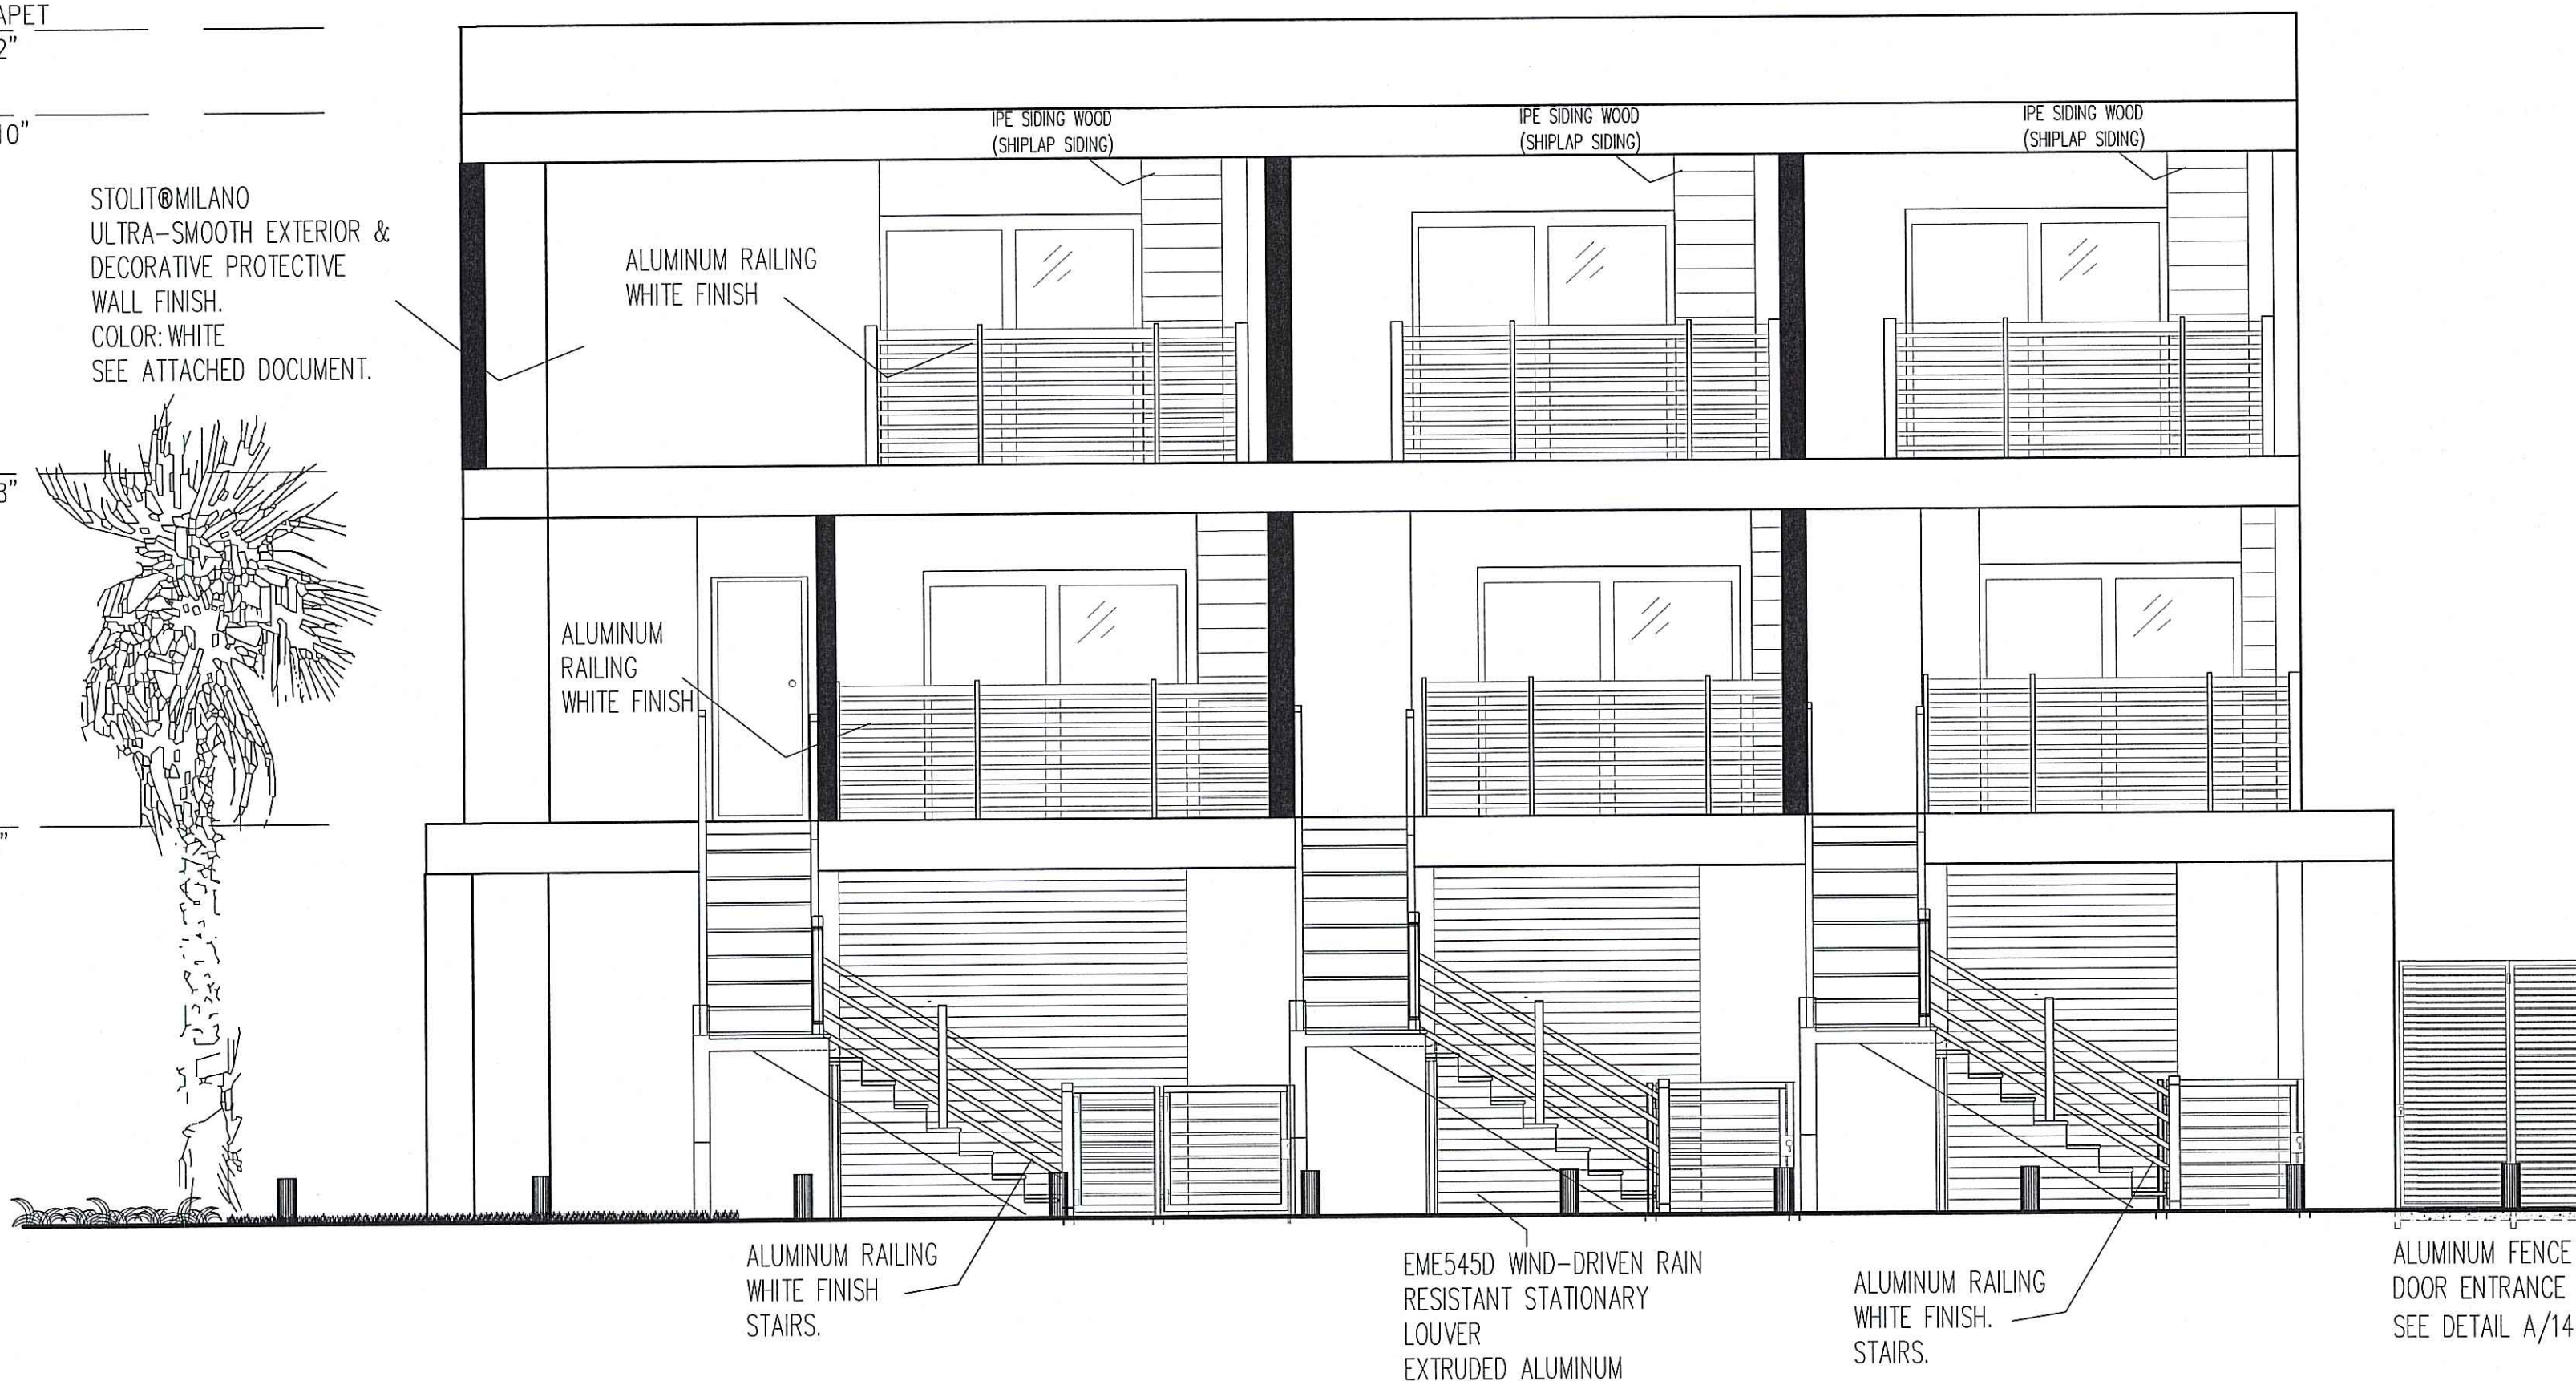 2"
10"
IPE SIDING WOOD
(SHIPLAP SIDING)
IPE SIDING WOOD
(SHIPLAP SIDING)
IPE SIDING WOOD
(SHIPLAP SIDING)
STOLIT®MILANO
ULTRA-SMOOTH EXTERIOR &
DECORATIVE PROTECTIVE
WALL FINISH.
COLOR: WHITE
SEE ATTACHED DOCUMENT.
ALUMINUM RAILING
WHITE FINISH
ALUMINUM
RAILING
WHITE FINISH
ALUMINUM RAILING
WHITE FINISH
STAIRS.
EME545D WIND-DRIVEN RAIN
RESISTANT STATIONARY
LOUVER
EXTRUDED ALUMINUM
ALUMINUM RAILING
WHITE FINISH.
STAIRS.
ALUMINUM FENCE
DOOR ENTRANCE
SEE DETAIL A/14